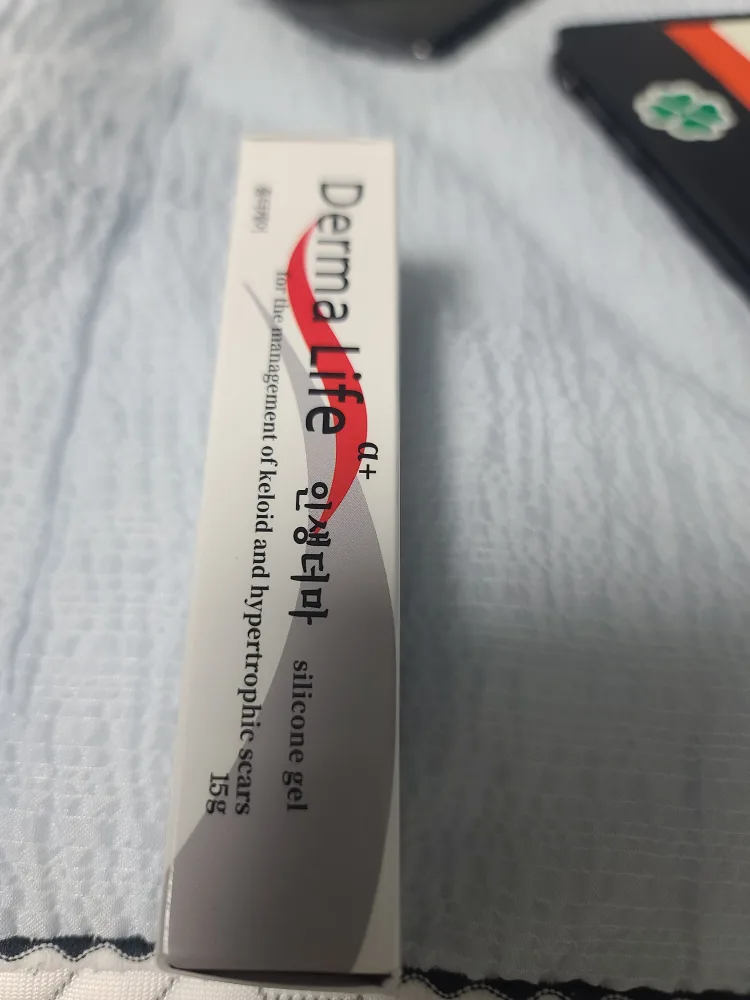 Derma Life α+ 인생더마 silicone gel
for the management of keloid and hypertrophic scars
15g